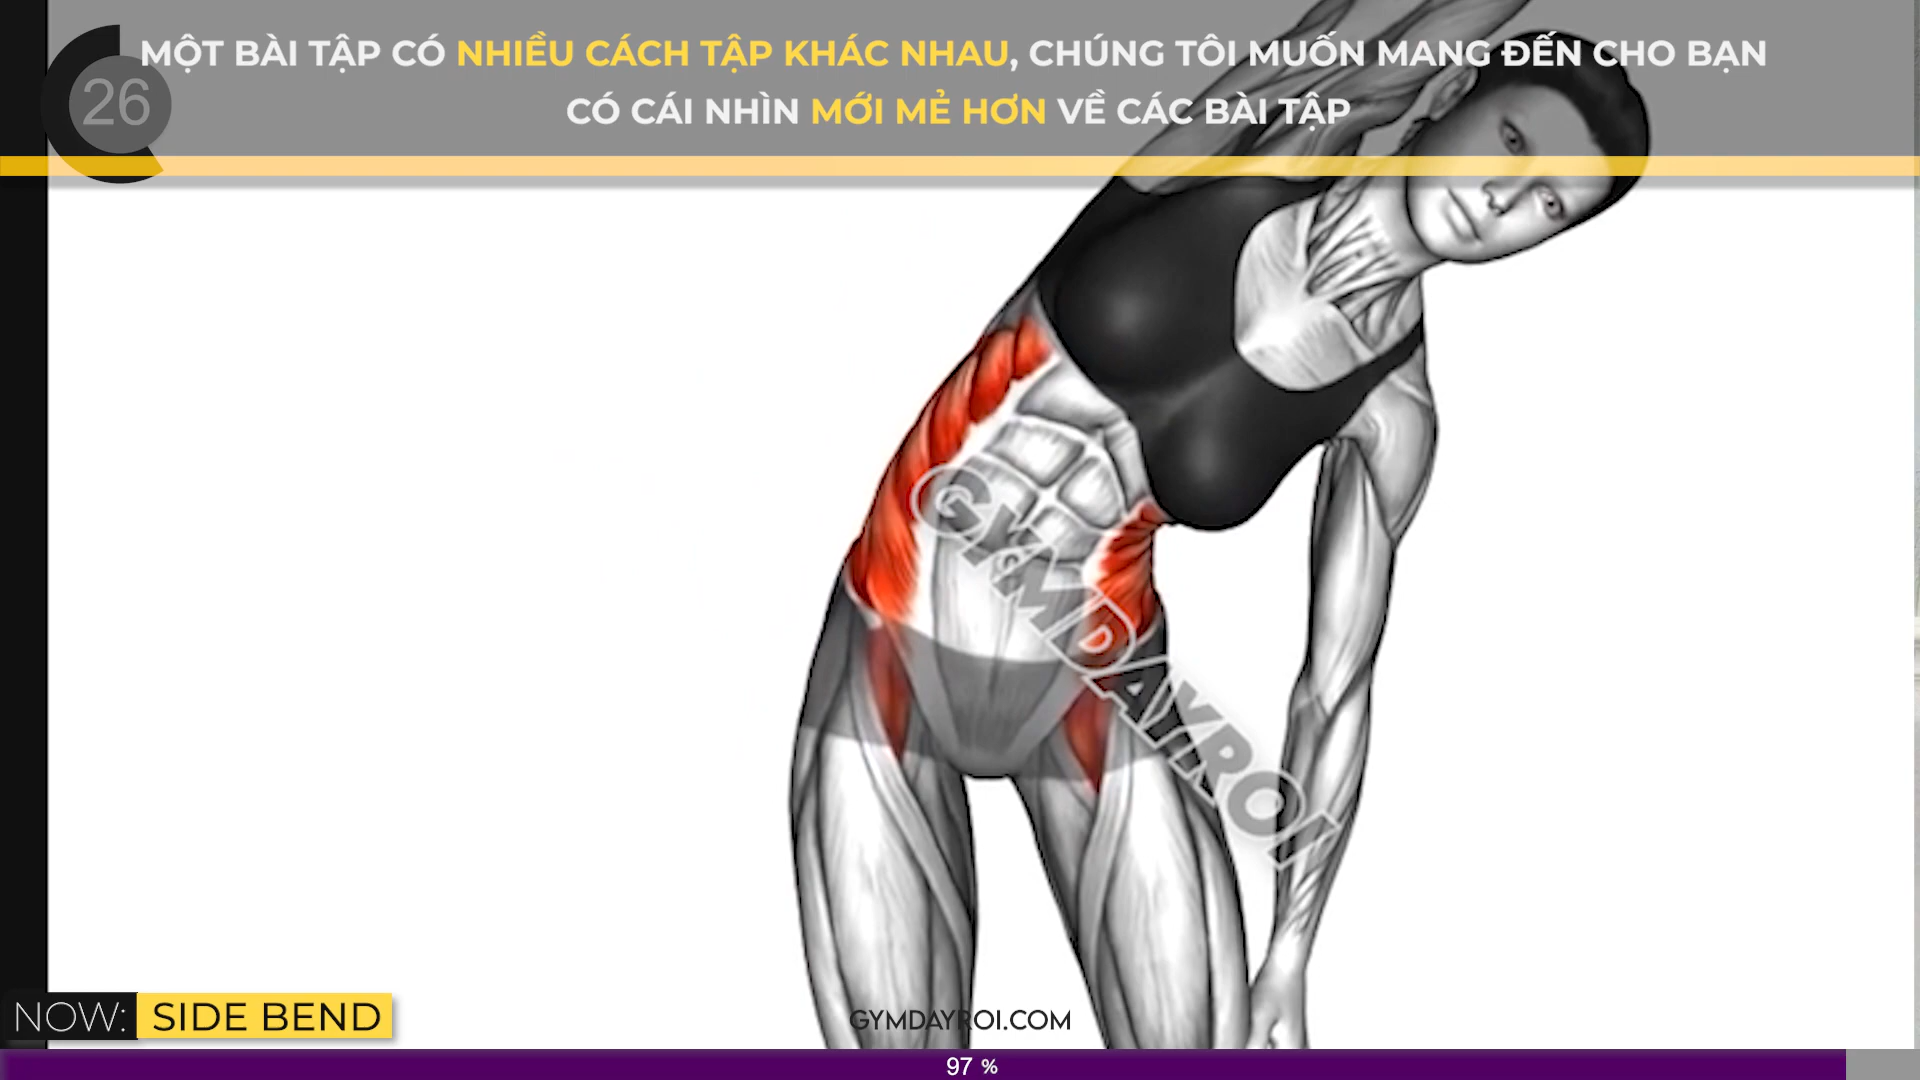 MỘT BÀI TẬP CÓ NHIỀU CÁCH TẬP KHÁC NHAU, CHÚNG TÔI MUỐN MANG ĐẾN CHO BẠN
CÓ CÁI NHÌN MỚI MẺ HƠN VỀ CÁC BÀI TẬP
26
GYMDAYROI
NOW: SIDE BEND
GYMDAYROI.COM
97 %